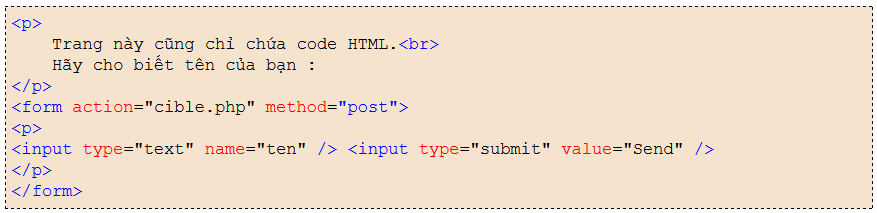 <p>
    Trang này cũng chỉ chứa code HTML.<br>
    Hãy cho biết tên của bạn :
</p>
<form action="cible.php" method="post">
<p>
<input type="text" name="ten" /> <input type="submit" value="Send" />
</p>
</form>